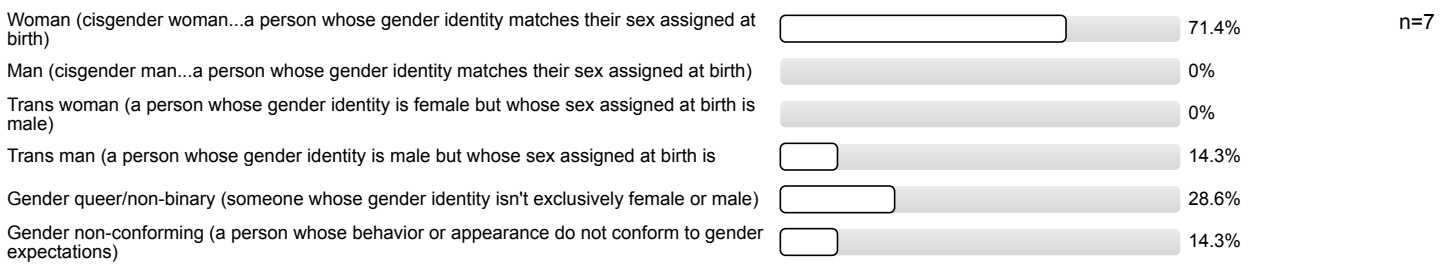 Woman (cisgender woman...a person whose gender identity matches their sex assigned at
birth)
71.4%
n=7
Man (cisgender man...a person whose gender identity matches their sex assigned at birth)
0%
Trans woman (a person whose gender identity is female but whose sex assigned at birth is
male)
0%
Trans man (a person whose gender identity is male but whose sex assigned at birth is
14.3%
Gender queer/non-binary (someone whose gender identity isn't exclusively female or male)
28.6%
Gender non-conforming (a person whose behavior or appearance do not conform to gender
expectations)
14.3%